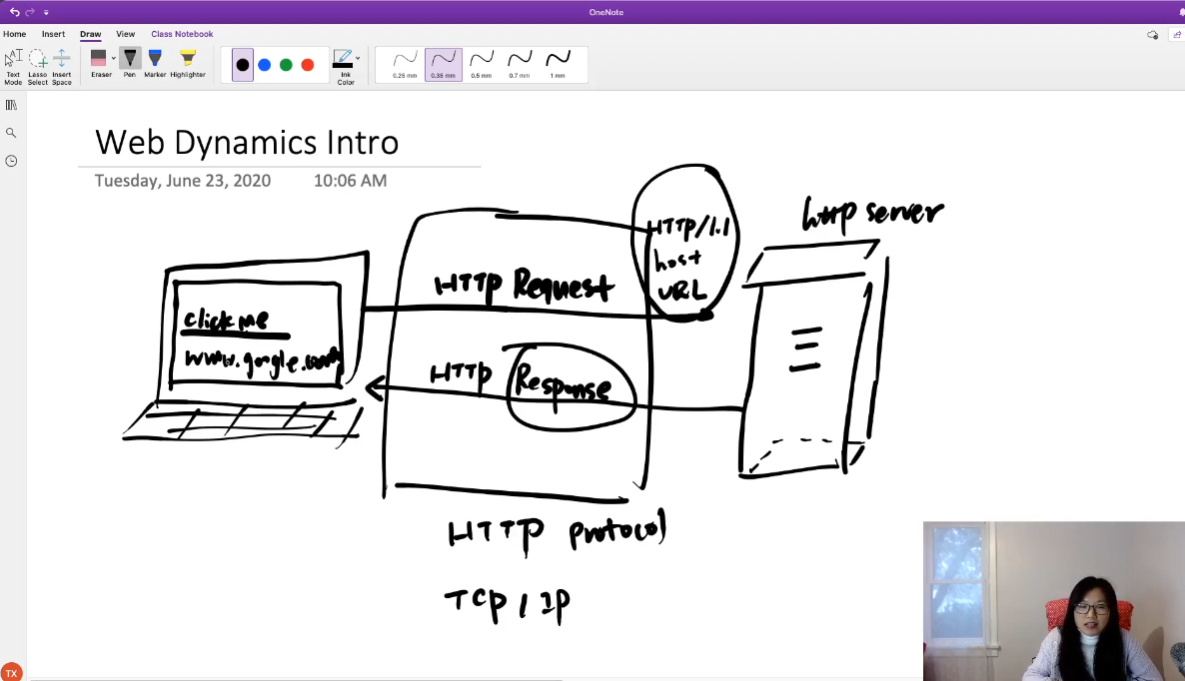 OneNote
Home Insert Draw View Class Notebook
Text Mode
Lasso Select
Insert Space
Eraser
Pen
Marker
Highlighter
Ink Color
0.25 mm
0.35 mm
0.5 mm
0.7 mm
1 mm
Web Dynamics Intro
Tuesday, June 23, 2020 10:06 AM
HTTP/1.1
host
URL
http server
HTTP Request
click me
www.google.com
HTTP Response
HTTP protocol
TCP/IP
TX